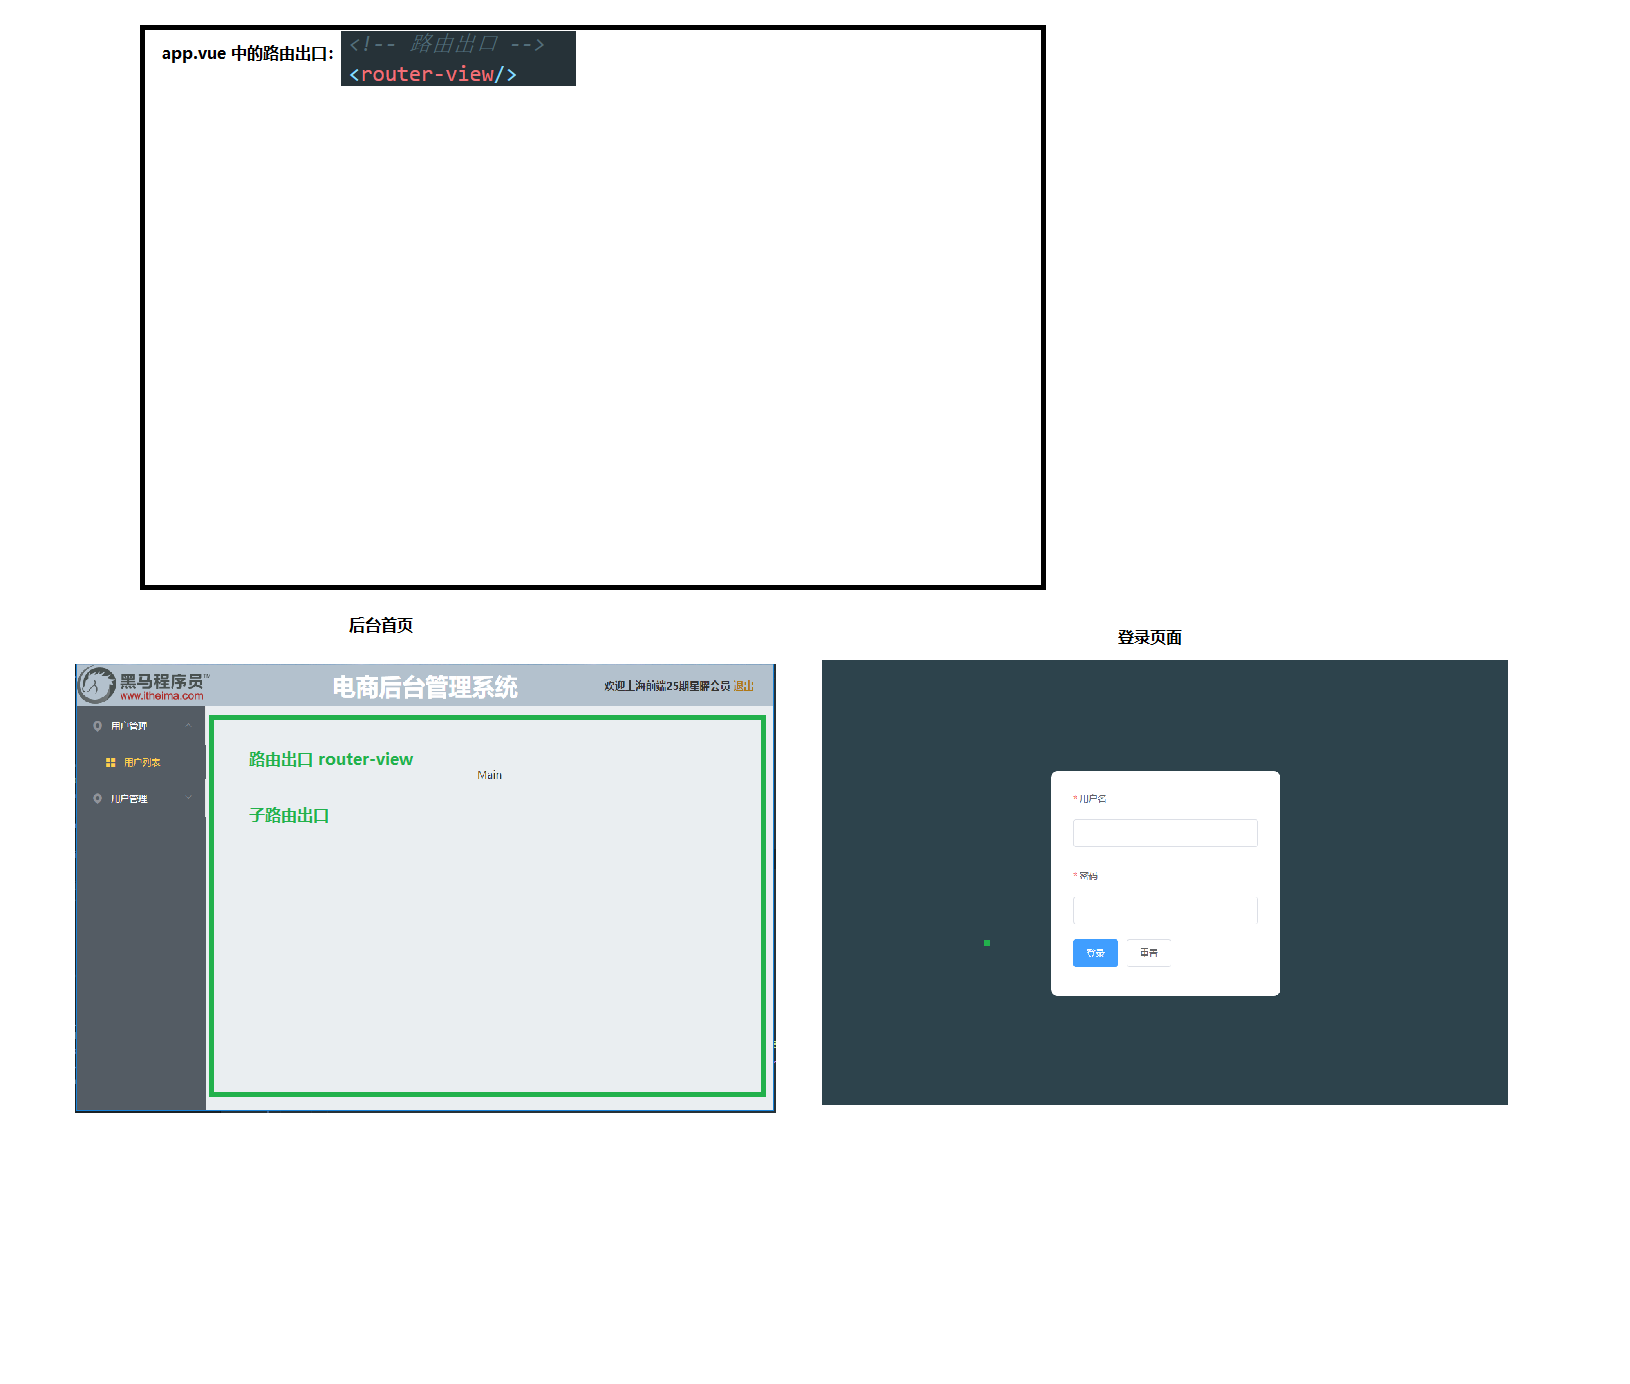 app.vue 中的路由出口：
<!-- 路由出口 -->
<router-view/>
后台首页
登录页面
黑马程序员™
www.itheima.com
电商后台管理系统
欢迎上海前端25期星曜会员 退出
用户管理
用户列表
用户管理
路由出口 router-view
Main
子路由出口
* 用户名
* 密码
登录
重置